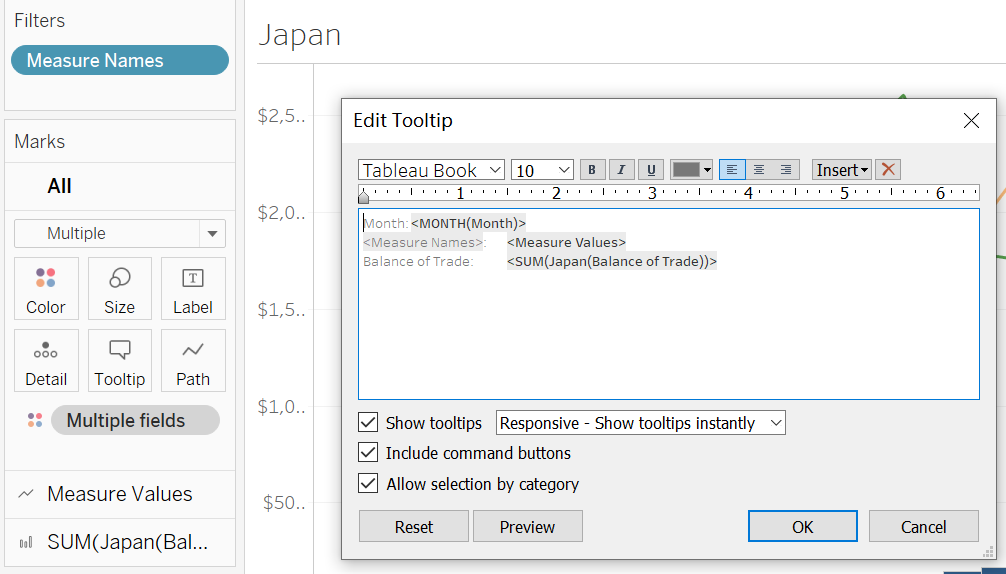 Filters
Measure Names
Marks
All
Multiple
Color
Size
T
Label
Detail
Tooltip
Path
Multiple fields
Measure Values
SUM(Japan(Bal...
Japan
$2,5..
$2,0..
$1,5..
$1,0..
$50..
Edit Tooltip
Tableau Book 10 B I U Insert
1 2 3 4 5 6
Month: <MONTH(Month)>
<Measure Names>: <Measure Values>
Balance of Trade: <SUM(Japan(Balance of Trade))>
Show tooltips Responsive - Show tooltips instantly
Include command buttons
Allow selection by category
Reset Preview OK Cancel